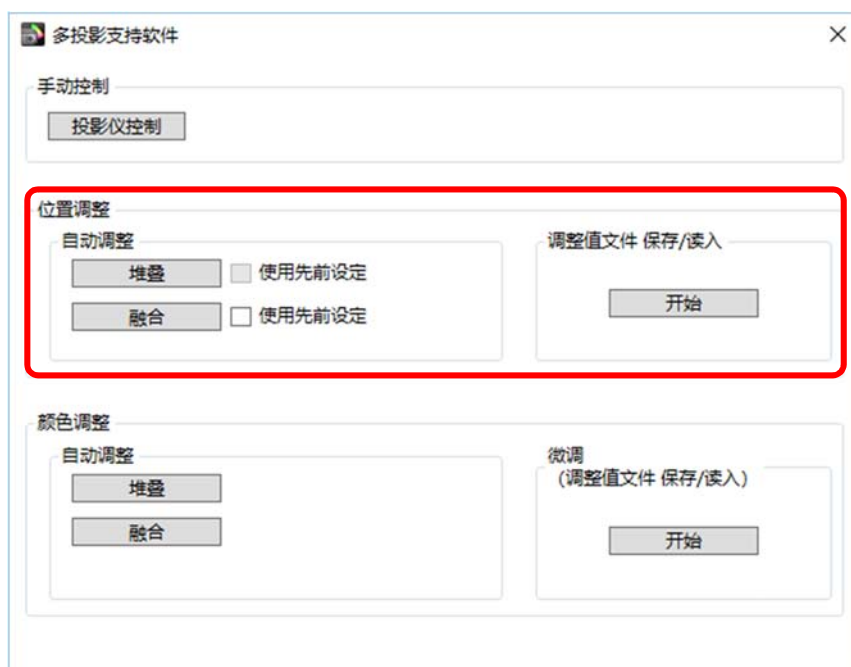 多投影支持软件
手动控制
投影仪控制
位置调整
自动调整
堆叠 使用先前设定
融合 使用先前设定
调整值文件 保存/读入
开始
颜色调整
自动调整
堆叠
融合
微调
（调整值文件 保存/读入）
开始